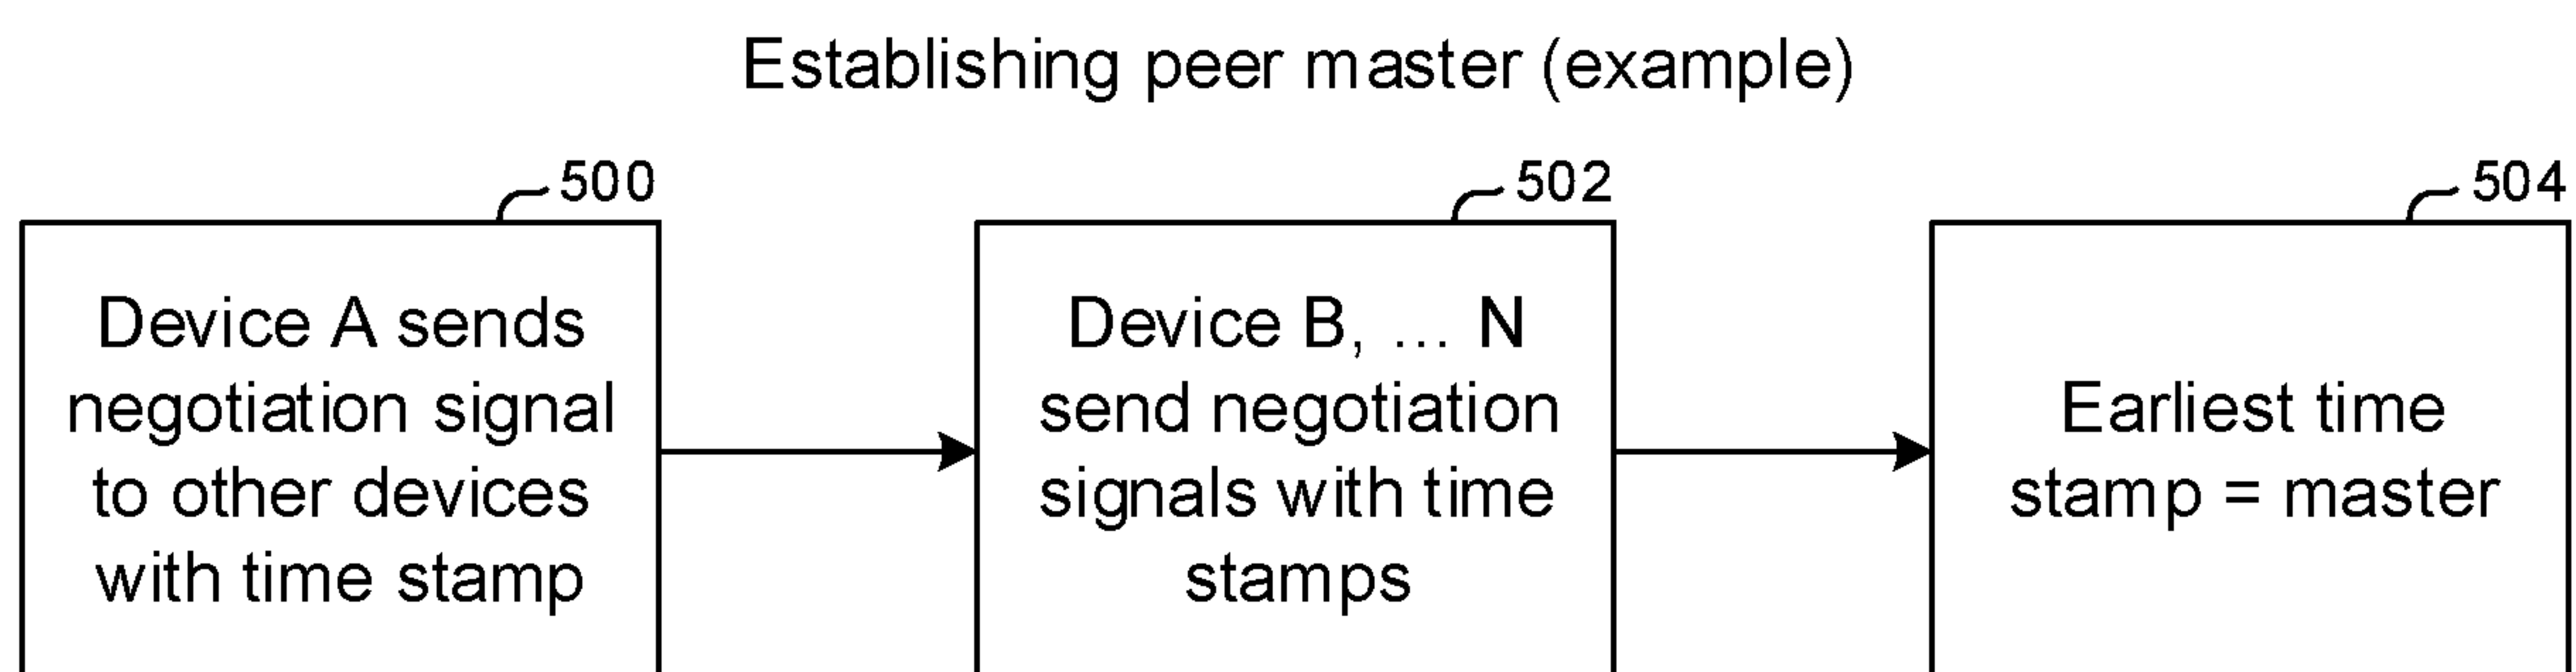 Establishing peer master (example)
500
502
504
Device A sends
negotiation signal
to other devices
with time stamp
Device B, ... N
send negotiation
signals with time
stamps
Earliest time
stamp = master